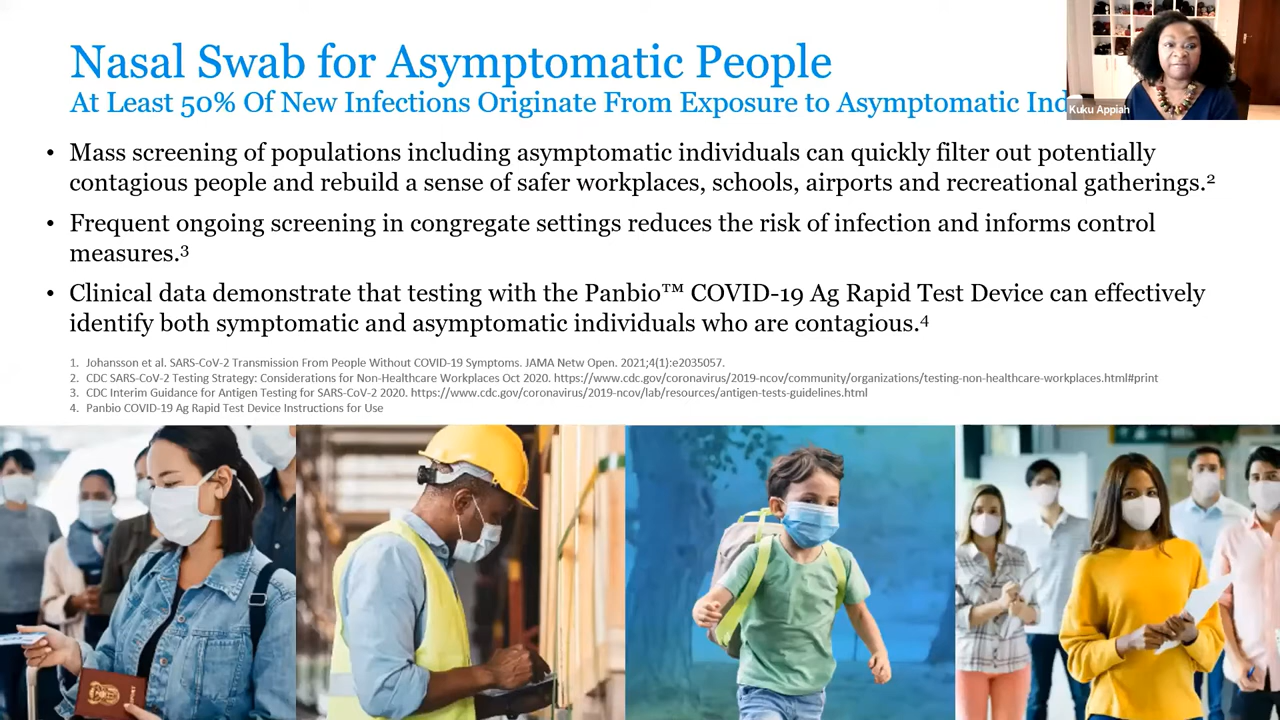 Nasal Swab for Asymptomatic People
At Least 50% Of New Infections Originate From Exposure to Asymptomatic
Kuku Appiah
• Mass screening of populations including asymptomatic individuals can quickly filter out potentially
contagious people and rebuild a sense of safer workplaces, schools, airports and recreational gatherings.²
• Frequent ongoing screening in congregate settings reduces the risk of infection and informs control
measures.³
• Clinical data demonstrate that testing with the Panbio™ COVID-19 Ag Rapid Test Device can effectively
identify both symptomatic and asymptomatic individuals who are contagious.⁴
1. Johansson et al. SARS-CoV-2 Transmission From People Without COVID-19 Symptoms. JAMA Netw Open. 2021;4(1):e2035057.
2. CDC SARS-CoV-2 Testing Strategy: Considerations for Non-Healthcare Workplaces Oct 2020. https://www.cdc.gov/coronavirus/2019-ncov/community/organizations/testing-non-healthcare-workplaces.html#print
3. CDC Interim Guidance for Antigen Testing for SARS-CoV-2 2020. https://www.cdc.gov/coronavirus/2019-ncov/lab/resources/antigen-tests-guidelines.html
4. Panbio COVID-19 Ag Rapid Test Device Instructions for Use